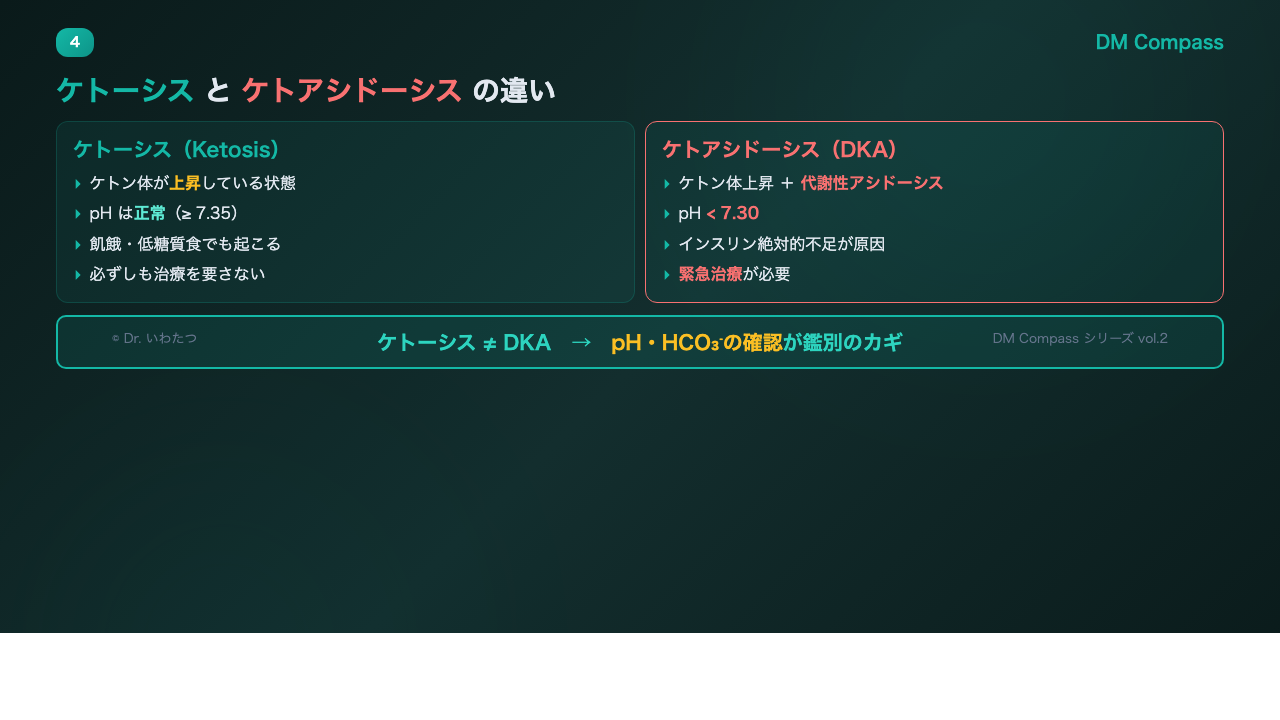 4
DM Compass
ケトーシス と ケトアシドーシス の違い
ケトーシス（Ketosis）
ケトン体が上昇している状態
pH は正常（≥ 7.35）
飢餓・低糖質食でも起こる
必ずしも治療を要さない
ケトアシドーシス（DKA）
ケトン体上昇 ＋ 代謝性アシドーシス
pH < 7.30
インスリン絶対的不足が原因
緊急治療が必要
© Dr. いわたつ
ケトーシス ≠ DKA → pH・HCO₃⁻の確認が鑑別のカギ
DM Compass シリーズ vol.2